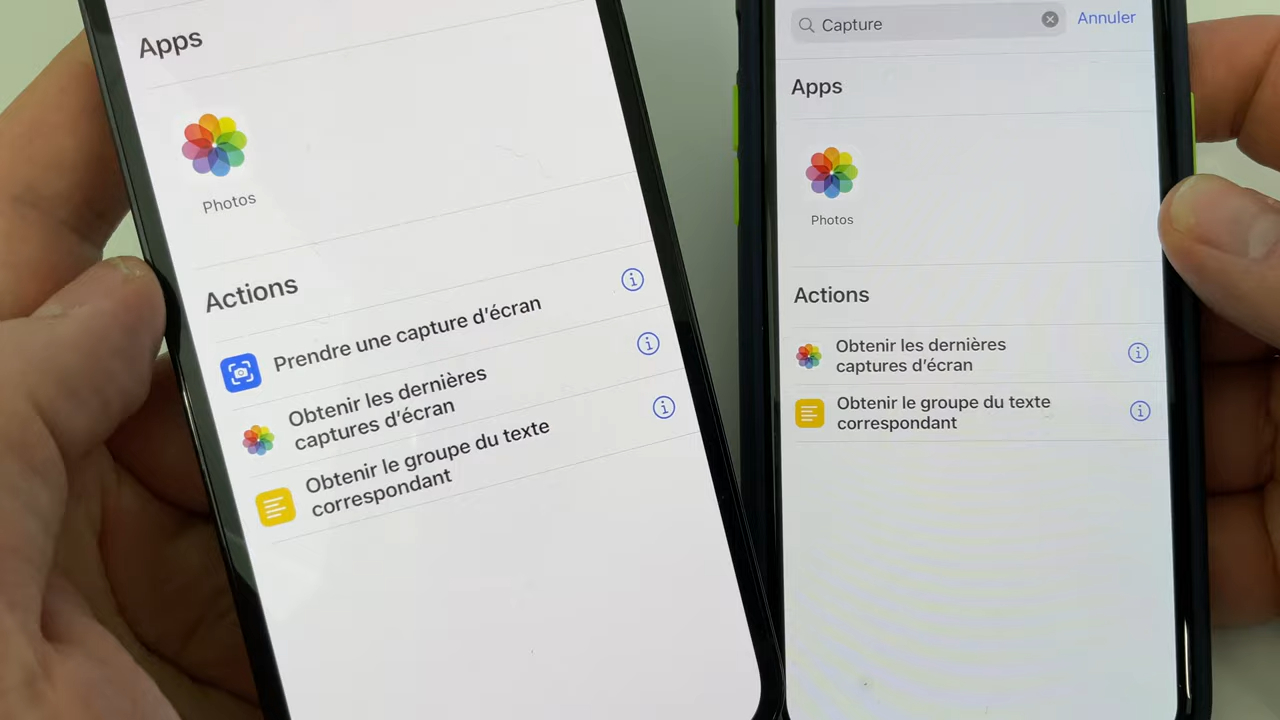 Apps
Photos
Actions
Prendre une capture d'écran
Obtenir les dernières
captures d'écran
Obtenir le groupe du texte
correspondant
Capture
Annuler
Apps
Photos
Actions
Obtenir les dernières
captures d'écran
Obtenir le groupe du texte
correspondant